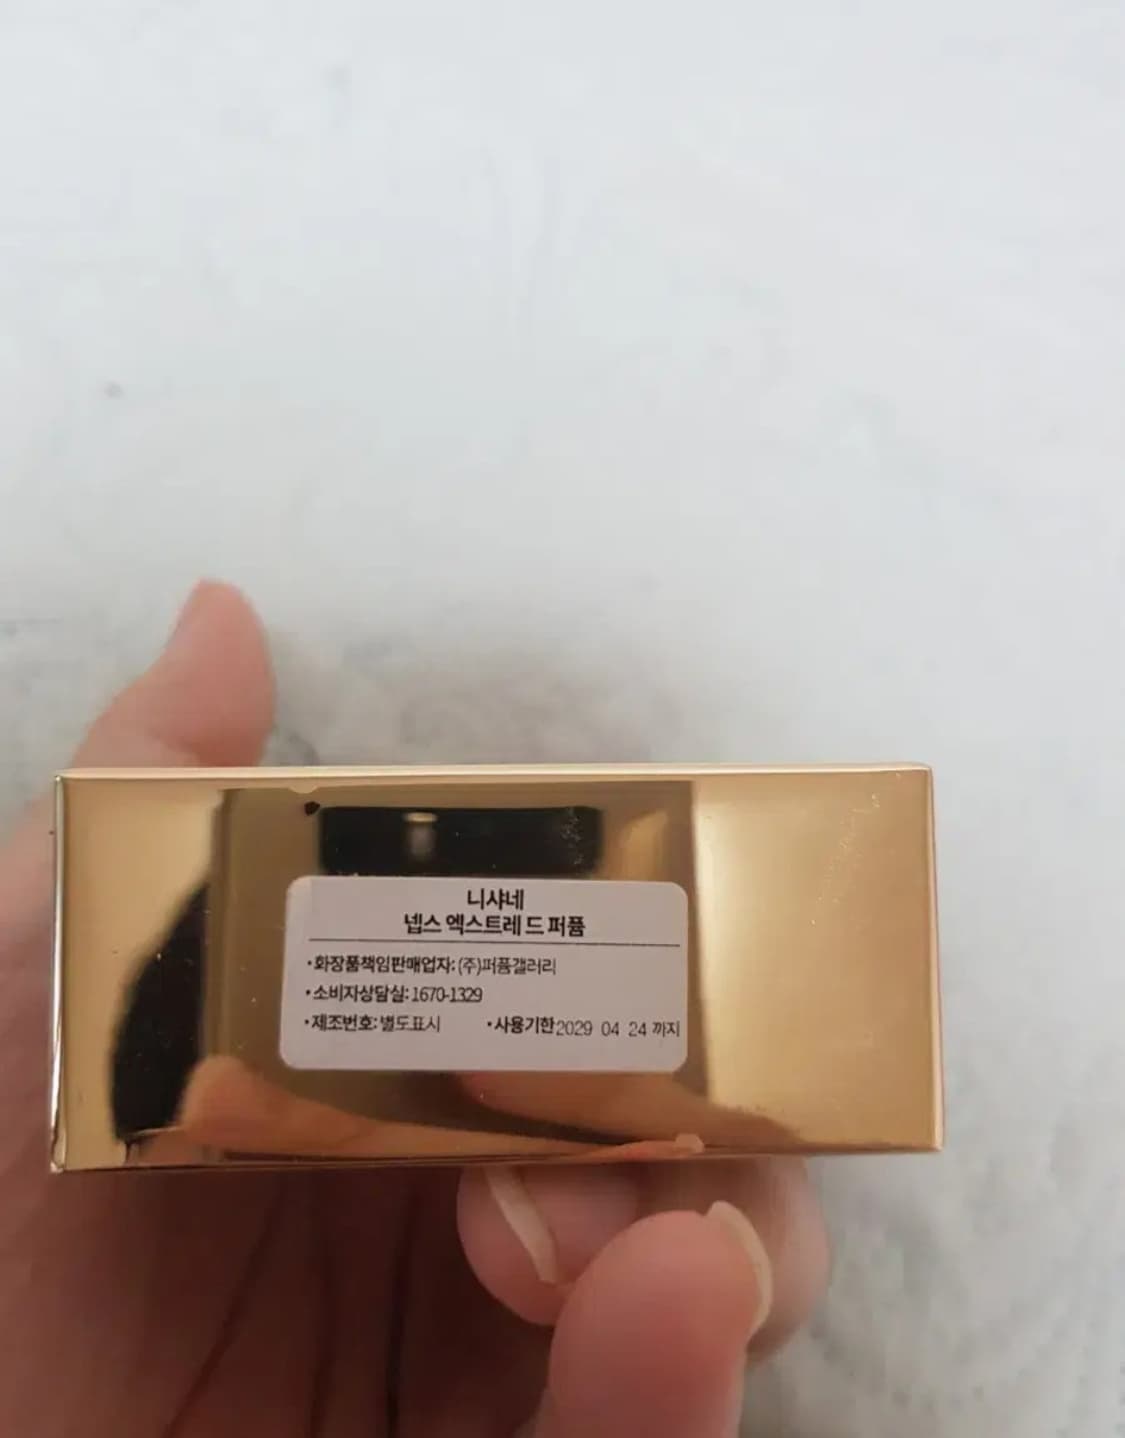 니샤네
넵스 엑스트레 드 퍼퓸
•화장품책임판매업자: (주)퍼퓸갤러리
•소비자상담실: 1670-1329
•제조번호: 별도표시 •사용기한 2029 04 24 까지